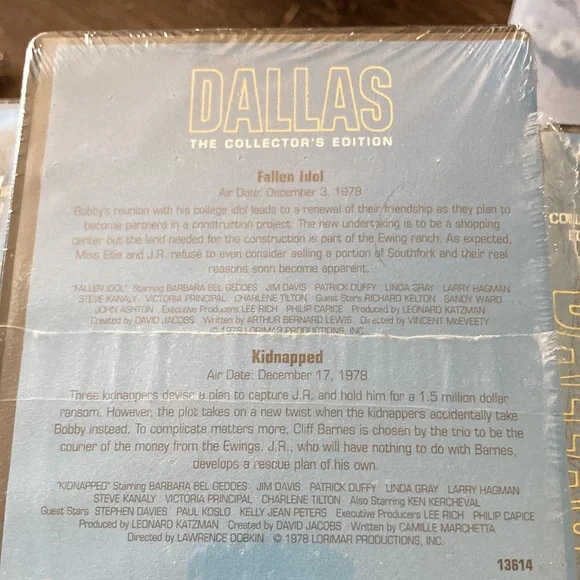 DALLAS
THE COLLECTOR'S EDITION
Fallen Idol
Air Date: December 3, 1978
Bobby's reunion with his college idol leads to a renewal of their friendship as they plan to
become partners in a construction project. The new undertaking is to be a shopping
center but the land needed for the construction is part of the Ewing ranch. As expected,
Miss Ellie and J.R. refuse to even consider selling a portion of Southfork and their real
reasons soon become apparent.
"FALLEN IDOL" Starring BARBARA BEL GEDDES JIM DAVIS PATRICK DUFFY LINDA GRAY LARRY HAGMAN
STEVE KANALY VICTORIA PRINCIPAL CHARLENE TILTON Guest Stars RICHARD KELTON SANDY WARD
JOHN ASHTON Executive Producers LEE RICH PHILIP CAPICE Produced by LEONARD KATZMAN
Created by DAVID JACOBS Written by ARTHUR BERNARD LEWIS Directed by VINCENT McEVEETY
© 1978 LORIMAR PRODUCTIONS, INC.
Kidnapped
Air Date: December 17, 1978
Three kidnappers devise a plan to capture J.R. and hold him for a 1.5 million dollar
ransom. However, the plot takes on a new twist when the kidnappers accidentally take
Bobby instead. To complicate matters more, Cliff Barnes is chosen by the trio to be the
courier of the money from the Ewings. J.R., who will have nothing to do with Barnes,
develops a rescue plan of his own.
"KIDNAPPED" Starring BARBARA BEL GEDDES JIM DAVIS PATRICK DUFFY LINDA GRAY LARRY HAGMAN
STEVE KANALY VICTORIA PRINCIPAL CHARLENE TILTON Also Starring KEN KERCHEVAL
Guest Stars STEPHEN DAVIES PAUL KOSLO KELLY JEAN PETERS Executive Producers LEE RICH PHILIP CAPICE
Produced by LEONARD KATZMAN Created by DAVID JACOBS Written by CAMILLE MARCHETTA
Directed by LAWRENCE DOBKIN © 1978 LORIMAR PRODUCTIONS, INC.
13614